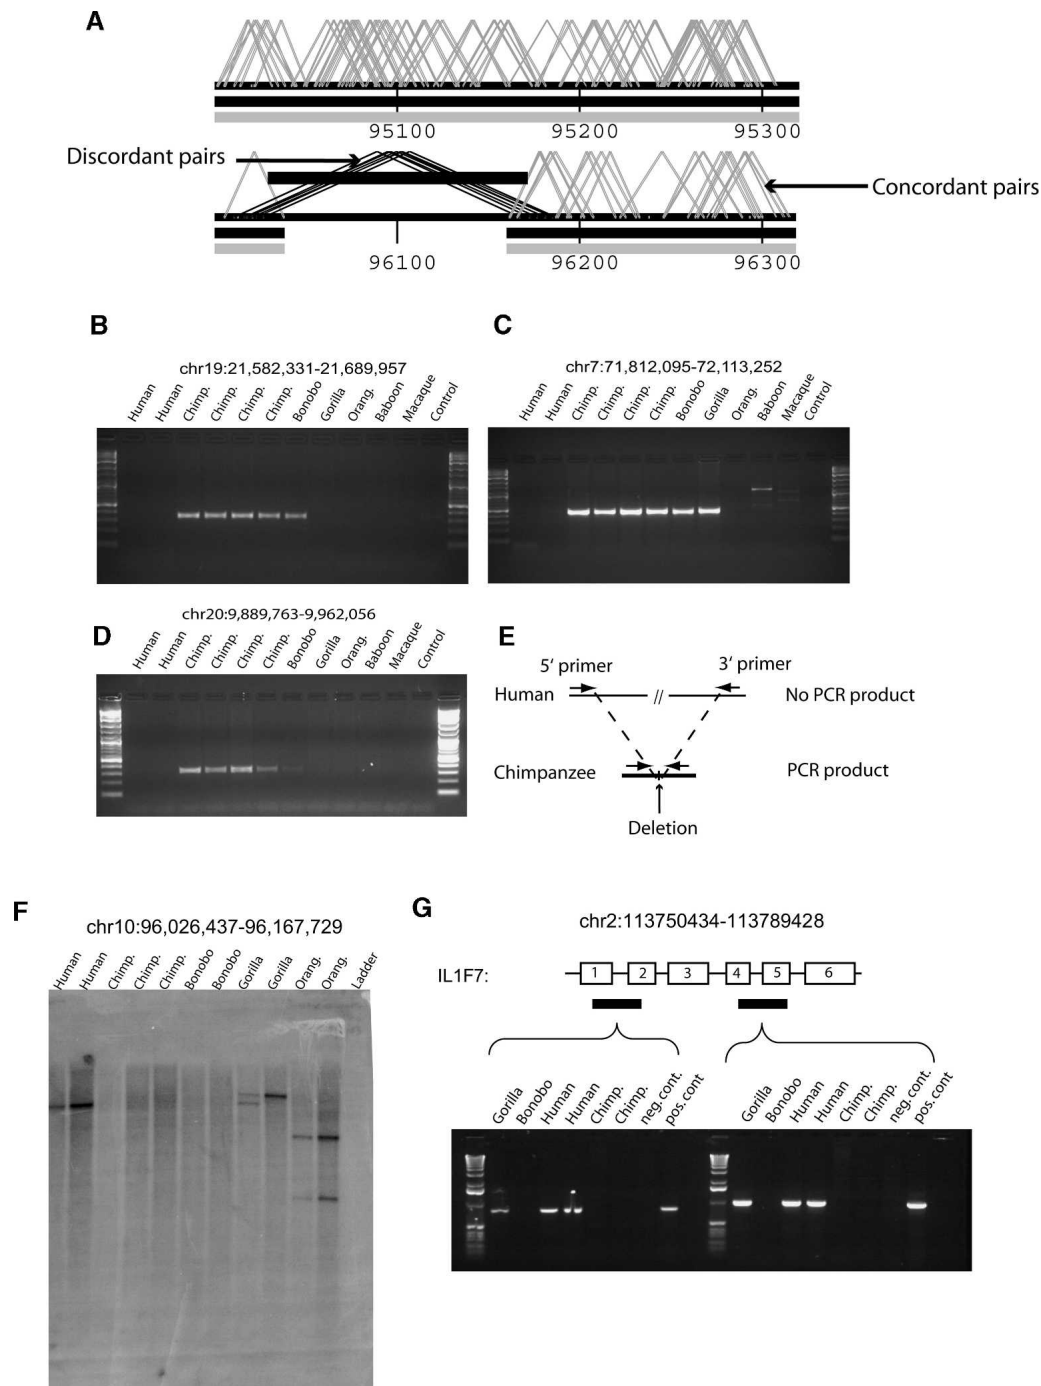 A
95100 95200 95300
Discordant pairs
Concordant pairs
96100 96200 96300
B
chr19:21,582,331-21,689,957
Human Human Chimp. Chimp. Chimp. Chimp. Bonobo Gorilla Orang. Baboon Macaque Control
C
chr7:71,812,095-72,113,252
Human Human Chimp. Chimp. Chimp. Chimp. Bonobo Gorilla Orang. Baboon Macaque Control
D
chr20:9,889,763-9,962,056
Human Human Chimp. Chimp. Chimp. Chimp. Bonobo Gorilla Orang. Baboon Macaque Control
E
5' primer 3' primer
Human // No PCR product
Chimpanzee PCR product
Deletion
F
chr10:96,026,437-96,167,729
Human Human Chimp. Chimp. Chimp. Bonobo Bonobo Gorilla Gorilla Orang. Orang. Ladder
G
chr2:113750434-113789428
IL1F7: 1 2 3 4 5 6
Gorilla Bonobo Human Human Chimp. Chimp. neg.cont. pos.cont
Gorilla Bonobo Human Human Chimp. Chimp. neg.cont. pos.cont